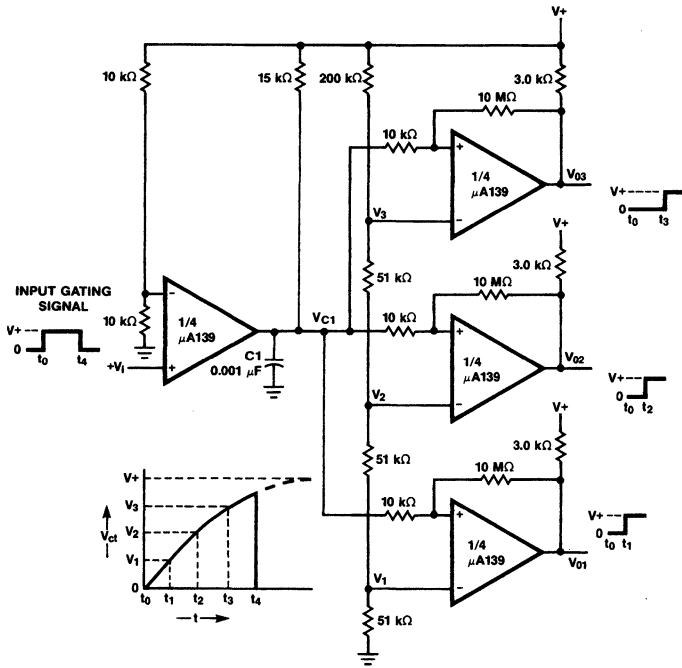 V+
10 kΩ
15 kΩ
200 kΩ
3.0 kΩ
10 MΩ
10 kΩ
+
1/4
μA139
−
V03
V+
0
t0 t3
V3
V+
3.0 kΩ
51 kΩ
10 MΩ
INPUT GATING
SIGNAL
V+
0
t0 t4
10 kΩ
−
1/4
μA139
+
+Vi
VC1
C1
0.001 μF
10 kΩ
+
1/4
μA139
−
V02
V+
0
t0 t2
V2
V+
3.0 kΩ
51 kΩ
10 MΩ
10 kΩ
+
1/4
μA139
−
V01
V+
0
t0 t1
V1
51 kΩ
V+
V3
V2
V1
0
Vct
t0 t1 t2 t3 t4
t